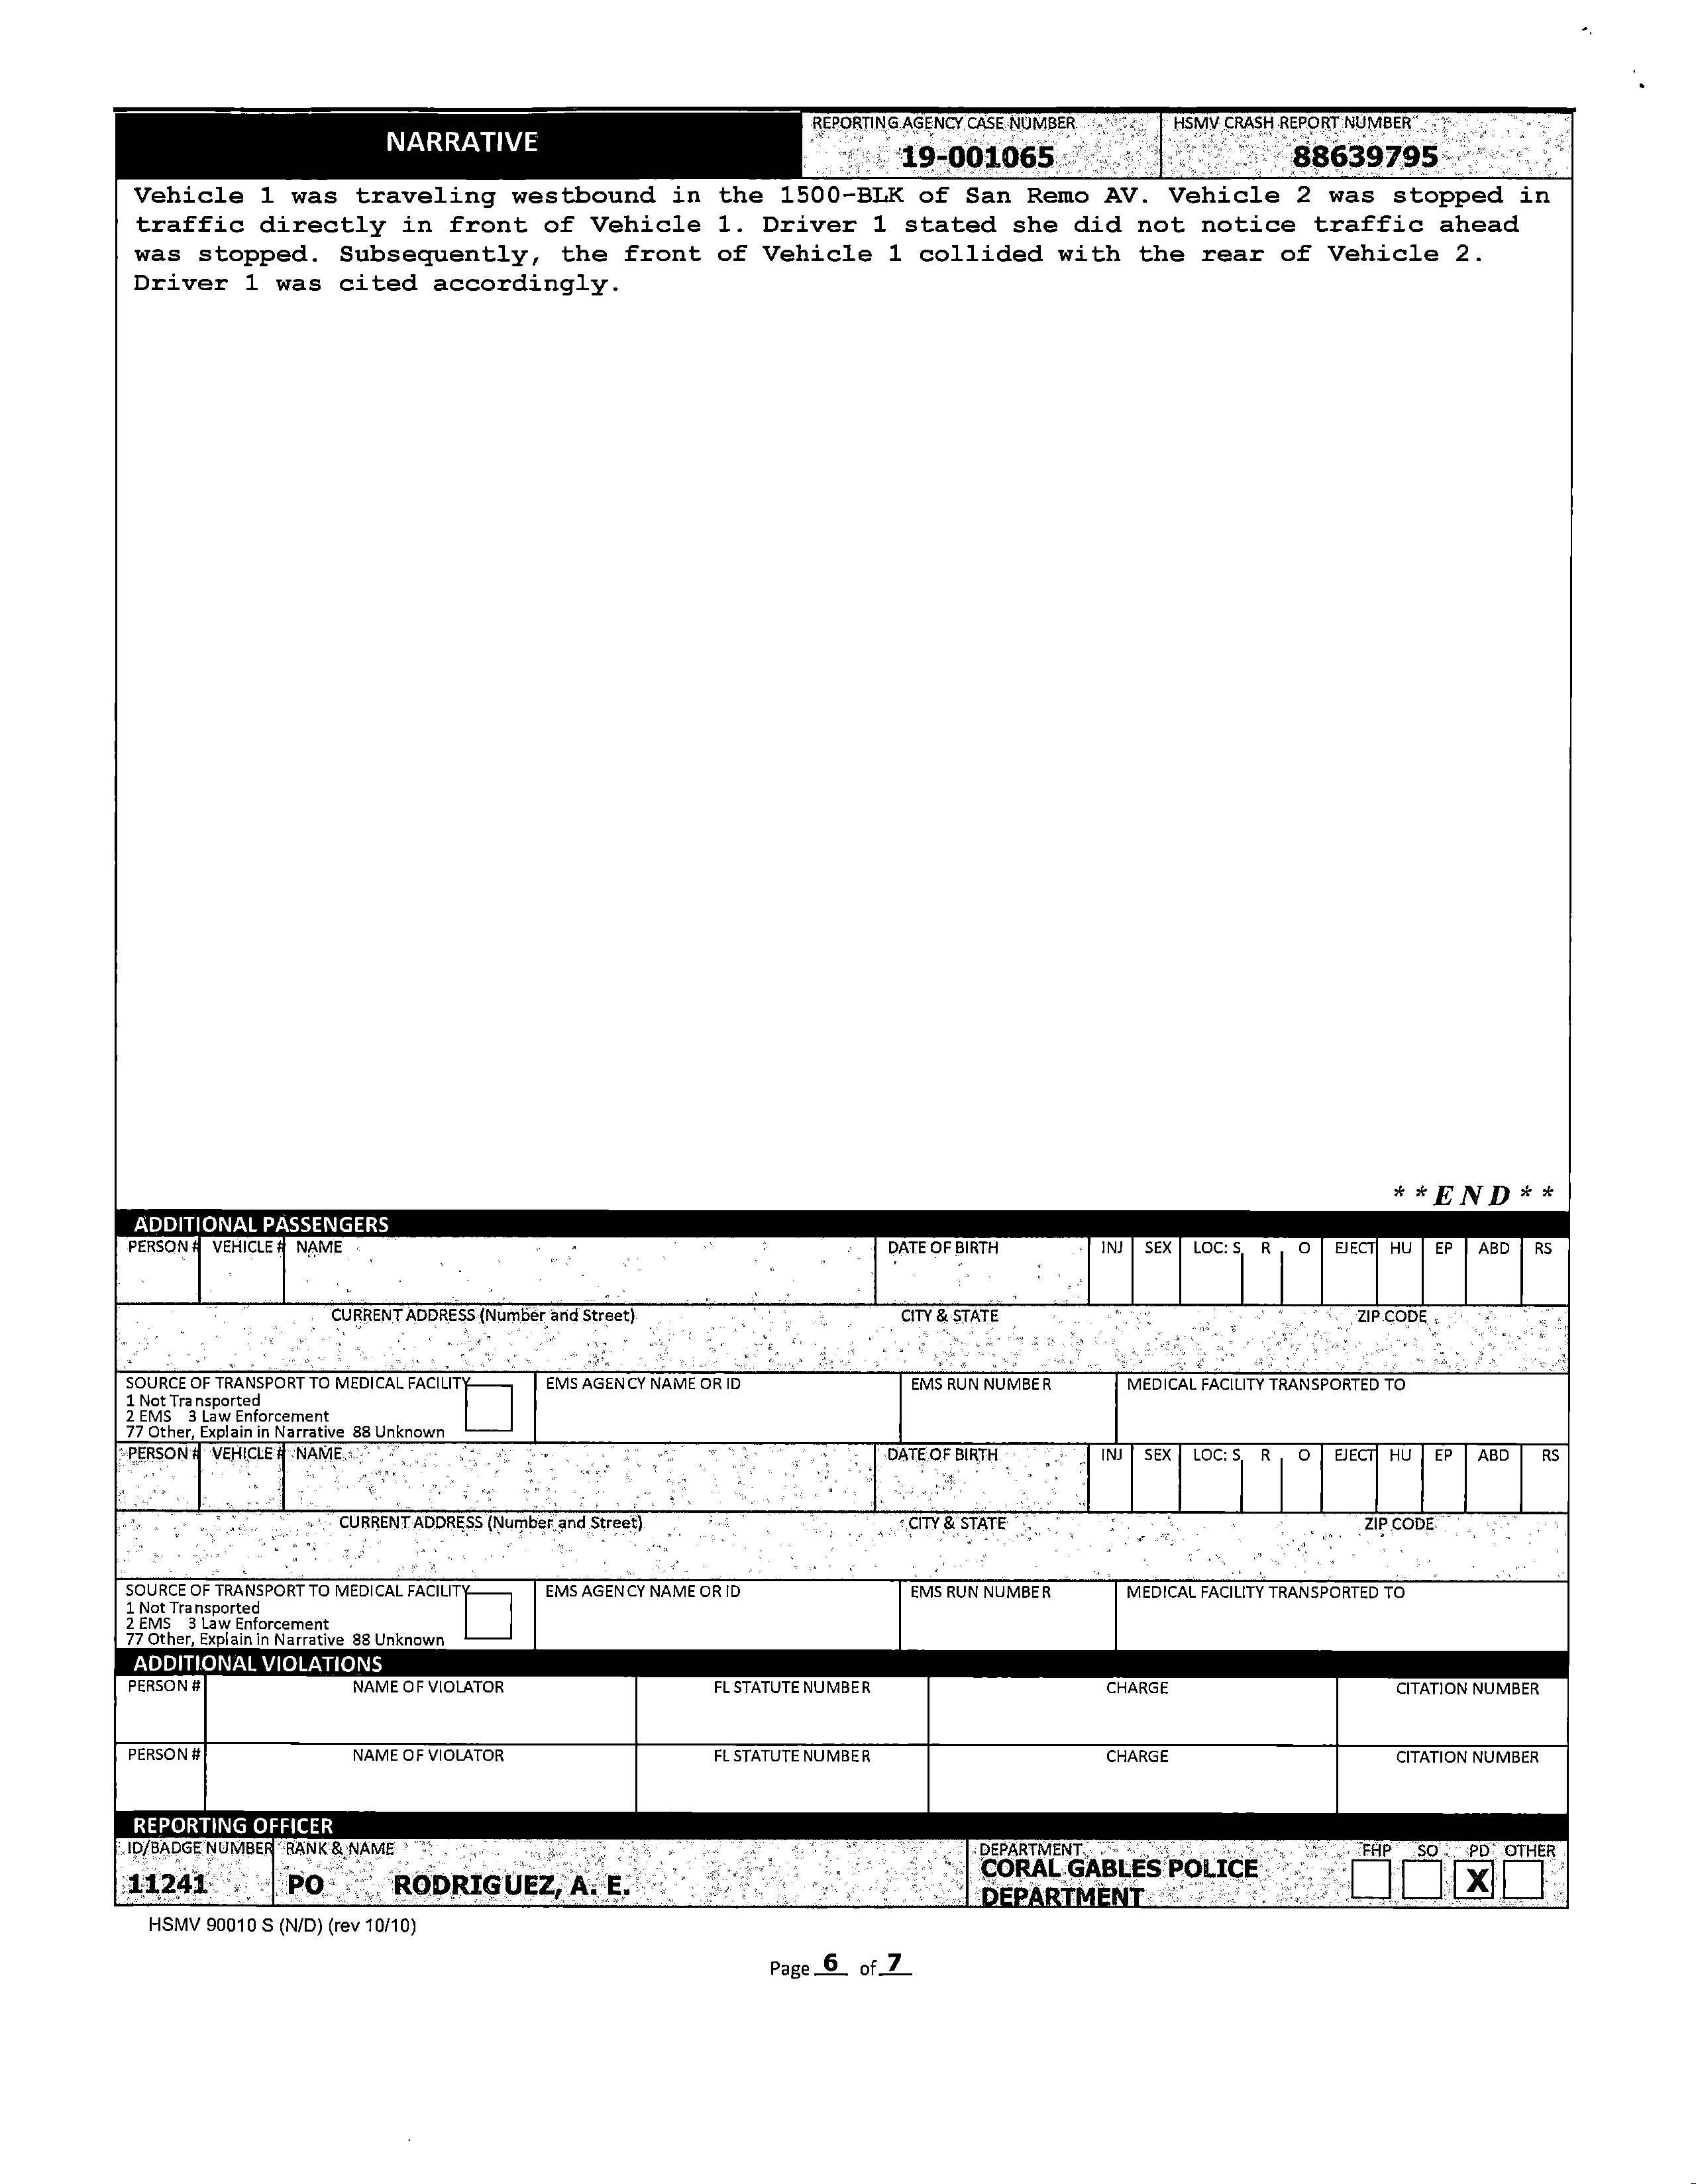 NARRATIVE
REPORTING AGENCY CASE NUMBER
19-001065
HSMV CRASH REPORT NUMBER
88639795
Vehicle 1 was traveling westbound in the 1500-BLK of San Remo AV. Vehicle 2 was stopped in
traffic directly in front of Vehicle 1. Driver 1 stated she did not notice traffic ahead
was stopped. Subsequently, the front of Vehicle 1 collided with the rear of Vehicle 2.
Driver 1 was cited accordingly.
**END**
ADDITIONAL PASSENGERS
PERSON # VEHICLE # NAME DATE OF BIRTH INJ SEX LOC: S R O EJECT HU EP ABD RS
CURRENT ADDRESS (Number and Street) CITY & STATE ZIP CODE
SOURCE OF TRANSPORT TO MEDICAL FACILITY EMS AGENCY NAME OR ID EMS RUN NUMBER MEDICAL FACILITY TRANSPORTED TO
1 Not Transported
2 EMS 3 Law Enforcement
77 Other, Explain in Narrative 88 Unknown
PERSON # VEHICLE # NAME DATE OF BIRTH INJ SEX LOC: S R O EJECT HU EP ABD RS
CURRENT ADDRESS (Number and Street) CITY & STATE ZIP CODE
SOURCE OF TRANSPORT TO MEDICAL FACILITY EMS AGENCY NAME OR ID EMS RUN NUMBER MEDICAL FACILITY TRANSPORTED TO
1 Not Transported
2 EMS 3 Law Enforcement
77 Other, Explain in Narrative 88 Unknown
ADDITIONAL VIOLATIONS
PERSON # NAME OF VIOLATOR FL STATUTE NUMBER CHARGE CITATION NUMBER
PERSON # NAME OF VIOLATOR FL STATUTE NUMBER CHARGE CITATION NUMBER
REPORTING OFFICER
ID/BADGE NUMBER RANK & NAME DEPARTMENT FHP SO PD OTHER
11241 PO RODRIGUEZ, A. E. CORAL GABLES POLICE X
DEPARTMENT
HSMV 90010 S (N/D) (rev 10/10)
Page 6 of 7